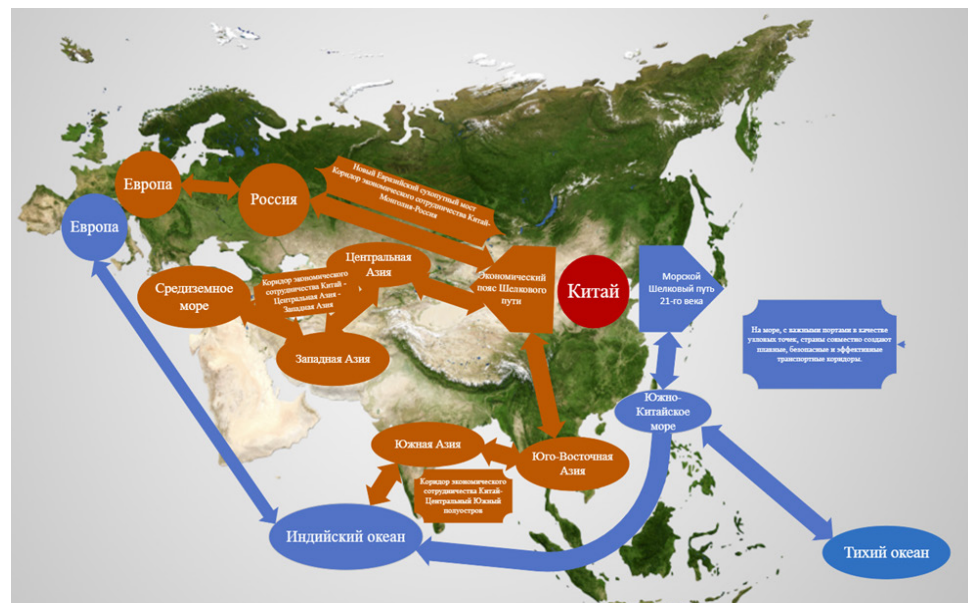 Европа
Россия
Новый Евразийский сухопутный мост
Коридор экономического сотрудничества Китай-
Монголия-Россия
Европа
Центральная
Азия
Экономический
пояс Шелкового
пути
Китай
Морской
Шелковый путь
21-го века
Средиземное
море
Коридор экономического
сотрудничества Китай -
Центральная Азия -
Западная Азия
Западная Азия
На море, с важными портами в качестве
узловых точек, страны совместно создают
плавные, безопасные и эффективные
транспортные коридоры.
Южно-
Китайское
море
Южная Азия
Юго-Восточная
Азия
Коридор экономического
сотрудничества Китай-
Центральный Южный
полуостров
Индийский океан
Тихий океан